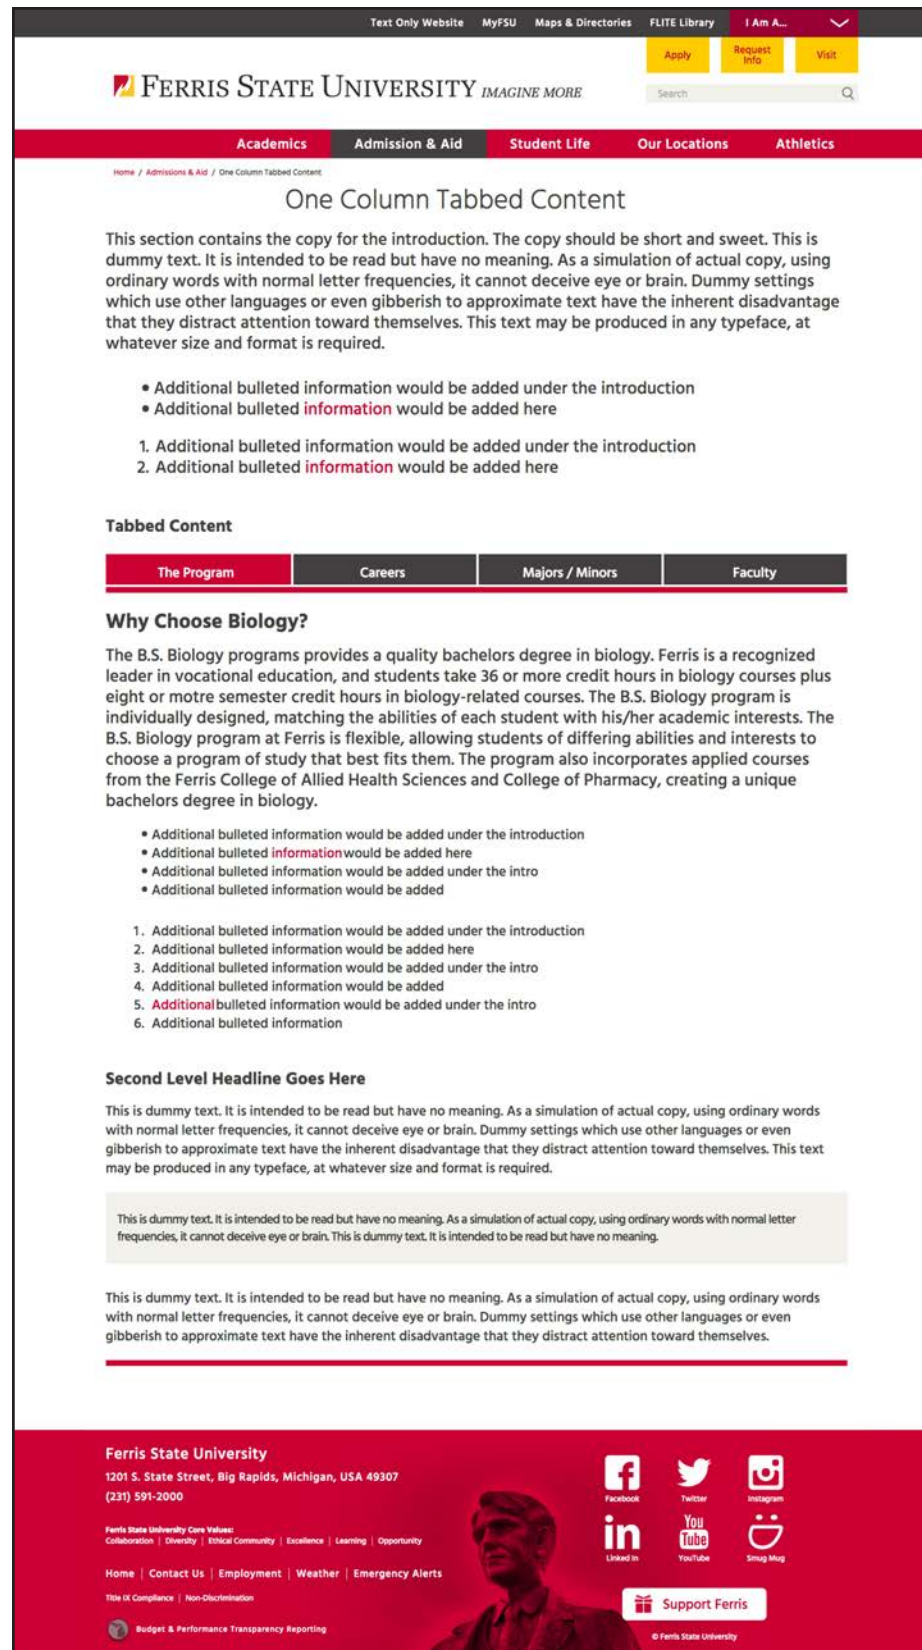 Text Only Website MyFSU Maps & Directories FLITE Library I Am A...
Apply Request Info Visit
FERRIS STATE UNIVERSITY IMAGINE MORE
Search
Academics Admission & Aid Student Life Our Locations Athletics
Home / Admissions & Aid / One Column Tabbed Content
One Column Tabbed Content
This section contains the copy for the introduction. The copy should be short and sweet. This is
dummy text. It is intended to be read but have no meaning. As a simulation of actual copy, using
ordinary words with normal letter frequencies, it cannot deceive eye or brain. Dummy settings
which use other languages or even gibberish to approximate text have the inherent disadvantage
that they distract attention toward themselves. This text may be produced in any typeface, at
whatever size and format is required.
• Additional bulleted information would be added under the introduction
• Additional bulleted information would be added here
1. Additional bulleted information would be added under the introduction
2. Additional bulleted information would be added here
Tabbed Content
The Program Careers Majors / Minors Faculty
Why Choose Biology?
The B.S. Biology programs provides a quality bachelors degree in biology. Ferris is a recognized
leader in vocational education, and students take 36 or more credit hours in biology courses plus
eight or motre semester credit hours in biology-related courses. The B.S. Biology program is
individually designed, matching the abilities of each student with his/her academic interests. The
B.S. Biology program at Ferris is flexible, allowing students of differing abilities and interests to
choose a program of study that best fits them. The program also incorporates applied courses
from the Ferris College of Allied Health Sciences and College of Pharmacy, creating a unique
bachelors degree in biology.
• Additional bulleted information would be added under the introduction
• Additional bulleted information would be added here
• Additional bulleted information would be added under the intro
• Additional bulleted information would be added
1. Additional bulleted information would be added under the introduction
2. Additional bulleted information would be added here
3. Additional bulleted information would be added under the intro
4. Additional bulleted information would be added
5. Additional bulleted information would be added under the intro
6. Additional bulleted information
Second Level Headline Goes Here
This is dummy text. It is intended to be read but have no meaning. As a simulation of actual copy, using ordinary words
with normal letter frequencies, it cannot deceive eye or brain. Dummy settings which use other languages or even
gibberish to approximate text have the inherent disadvantage that they distract attention toward themselves. This text
may be produced in any typeface, at whatever size and format is required.
This is dummy text. It is intended to be read but have no meaning. As a simulation of actual copy, using ordinary words with normal letter
frequencies, it cannot deceive eye or brain. This is dummy text. It is intended to be read but have no meaning.
This is dummy text. It is intended to be read but have no meaning. As a simulation of actual copy, using ordinary words
with normal letter frequencies, it cannot deceive eye or brain. Dummy settings which use other languages or even
gibberish to approximate text have the inherent disadvantage that they distract attention toward themselves.
Ferris State University
1201 S. State Street, Big Rapids, Michigan, USA 49307
(231) 591-2000
Ferris State University Core Values:
Collaboration | Diversity | Ethical Community | Excellence | Learning | Opportunity
Home | Contact Us | Employment | Weather | Emergency Alerts
Title IX Compliance | Non-Discrimination
Budget & Performance Transparency Reporting
Facebook Twitter Instagram
in You Tube
Linked In YouTube Smug Mug
Support Ferris
© Ferris State University